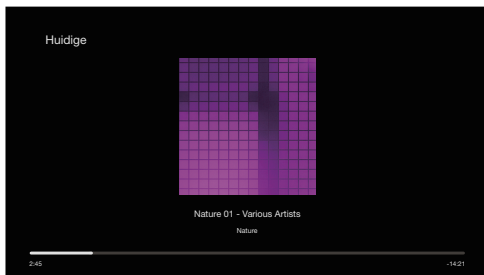 Huidige
Nature 01 - Various Artists
Nature
2:45
-14:21